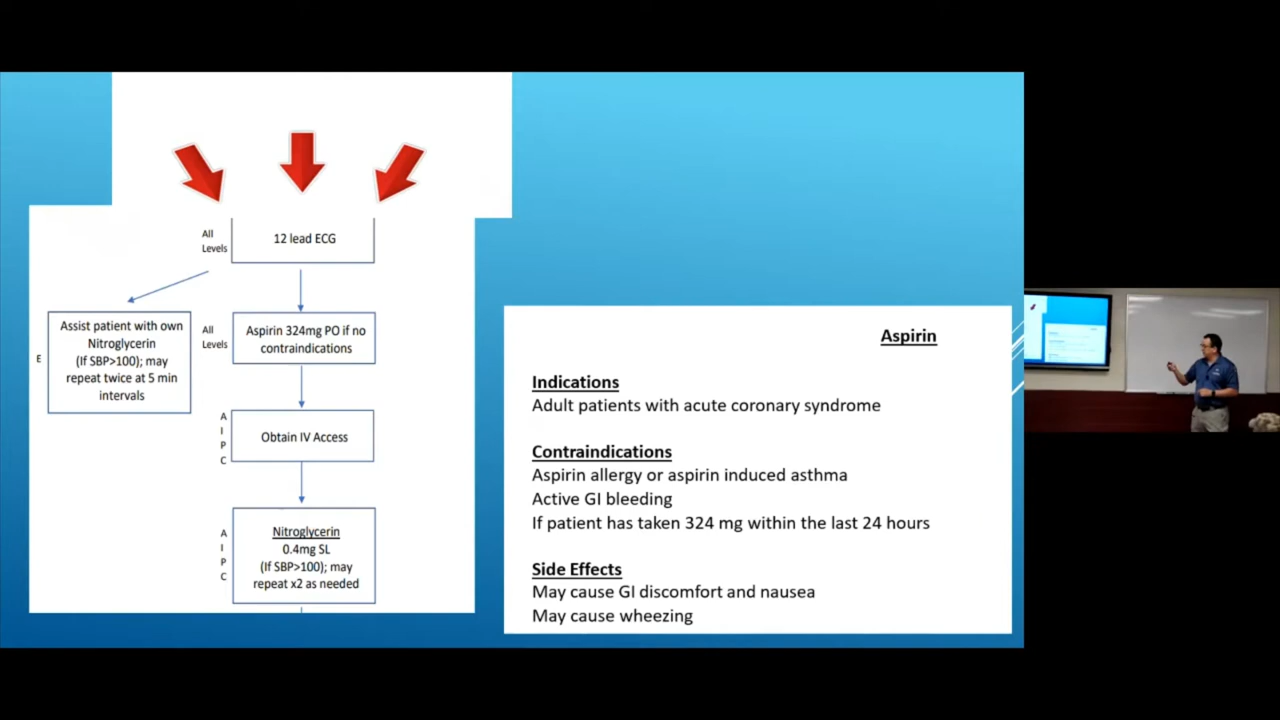 All
Levels
12 lead ECG
Assist patient with own
Nitroglycerin
(If SBP>100); may
repeat twice at 5 min
intervals
E
All
Levels
Aspirin 324mg PO if no
contraindications
A
I
P
C
Obtain IV Access
A
I
P
C
Nitroglycerin
0.4mg SL
(If SBP>100); may
repeat x2 as needed
Aspirin
Indications
Adult patients with acute coronary syndrome
Contraindications
Aspirin allergy or aspirin induced asthma
Active GI bleeding
If patient has taken 324 mg within the last 24 hours
Side Effects
May cause GI discomfort and nausea
May cause wheezing